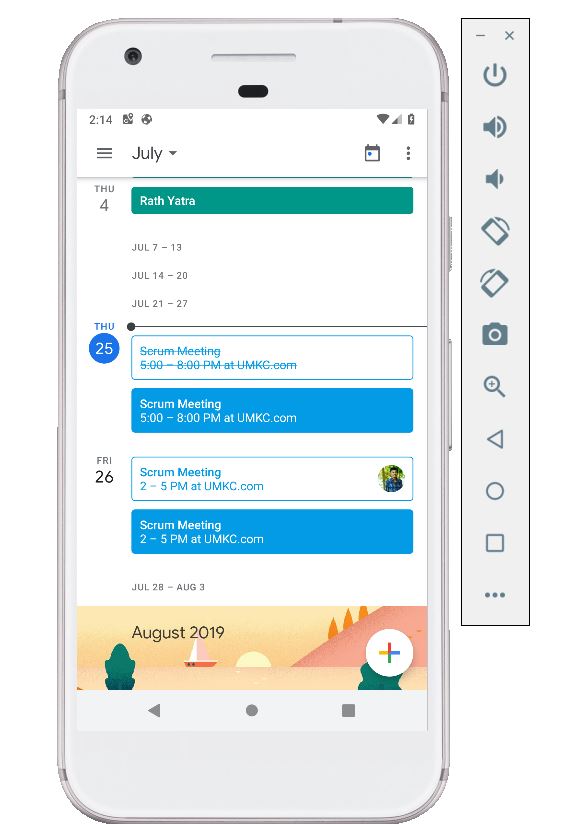 2:14
July
THU
4
Rath Yatra
JUL 7 – 13
JUL 14 – 20
JUL 21 – 27
THU
25
Scrum Meeting
5:00 – 8:00 PM at UMKC.com
Scrum Meeting
5:00 – 8:00 PM at UMKC.com
FRI
26
Scrum Meeting
2 – 5 PM at UMKC.com
Scrum Meeting
2 – 5 PM at UMKC.com
JUL 28 – AUG 3
August 2019